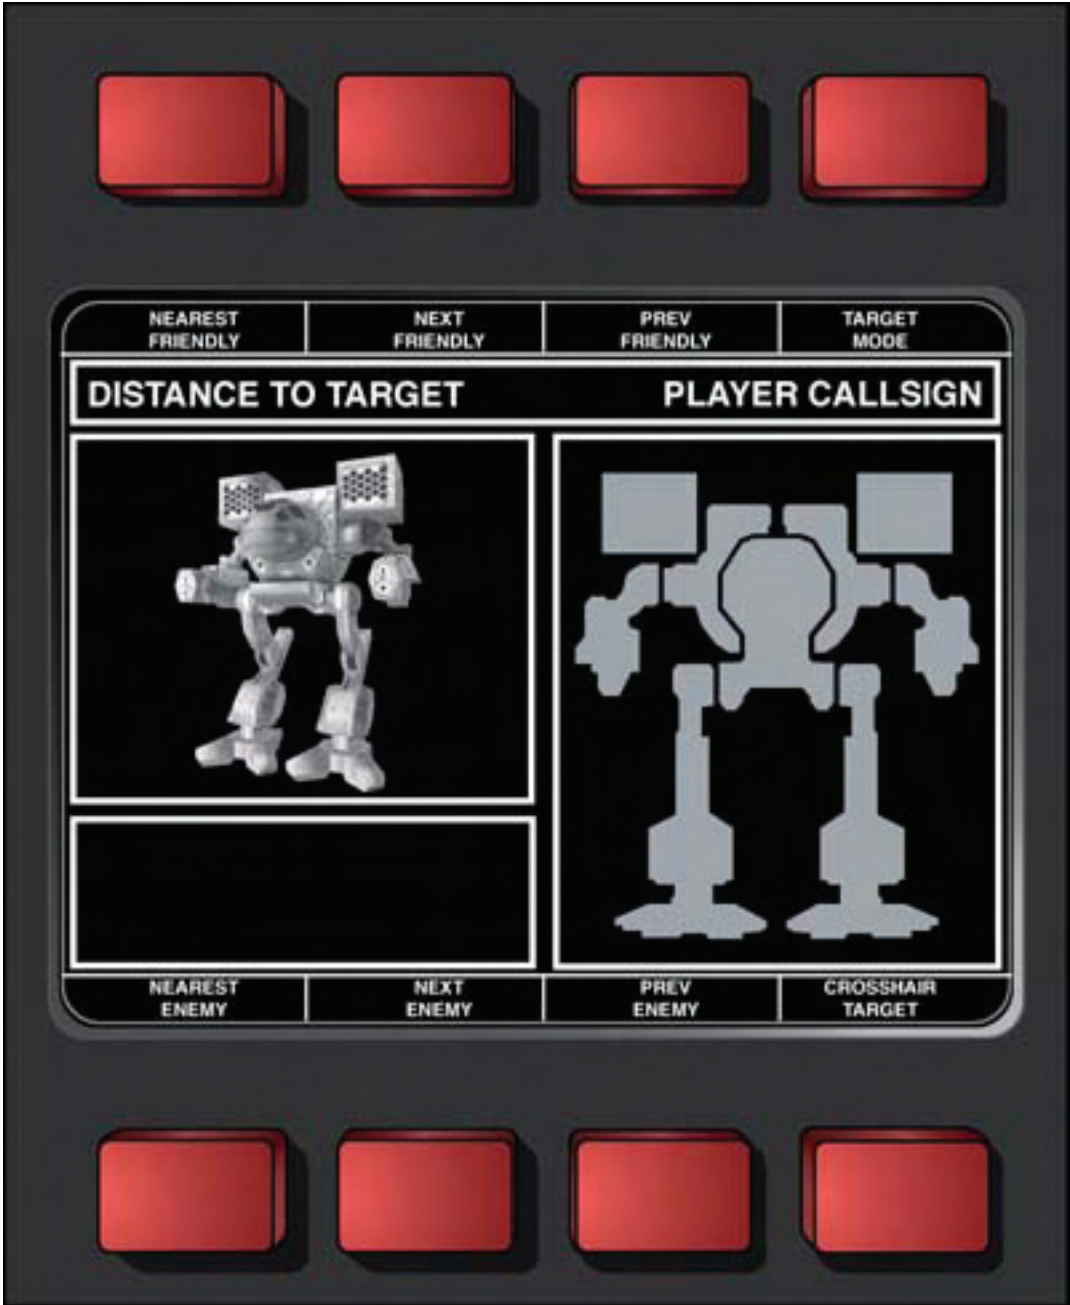 NEAREST
FRIENDLY
NEXT
FRIENDLY
PREV
FRIENDLY
TARGET
MODE
DISTANCE TO TARGET
PLAYER CALLSIGN
NEAREST
ENEMY
NEXT
ENEMY
PREV
ENEMY
CROSSHAIR
TARGET